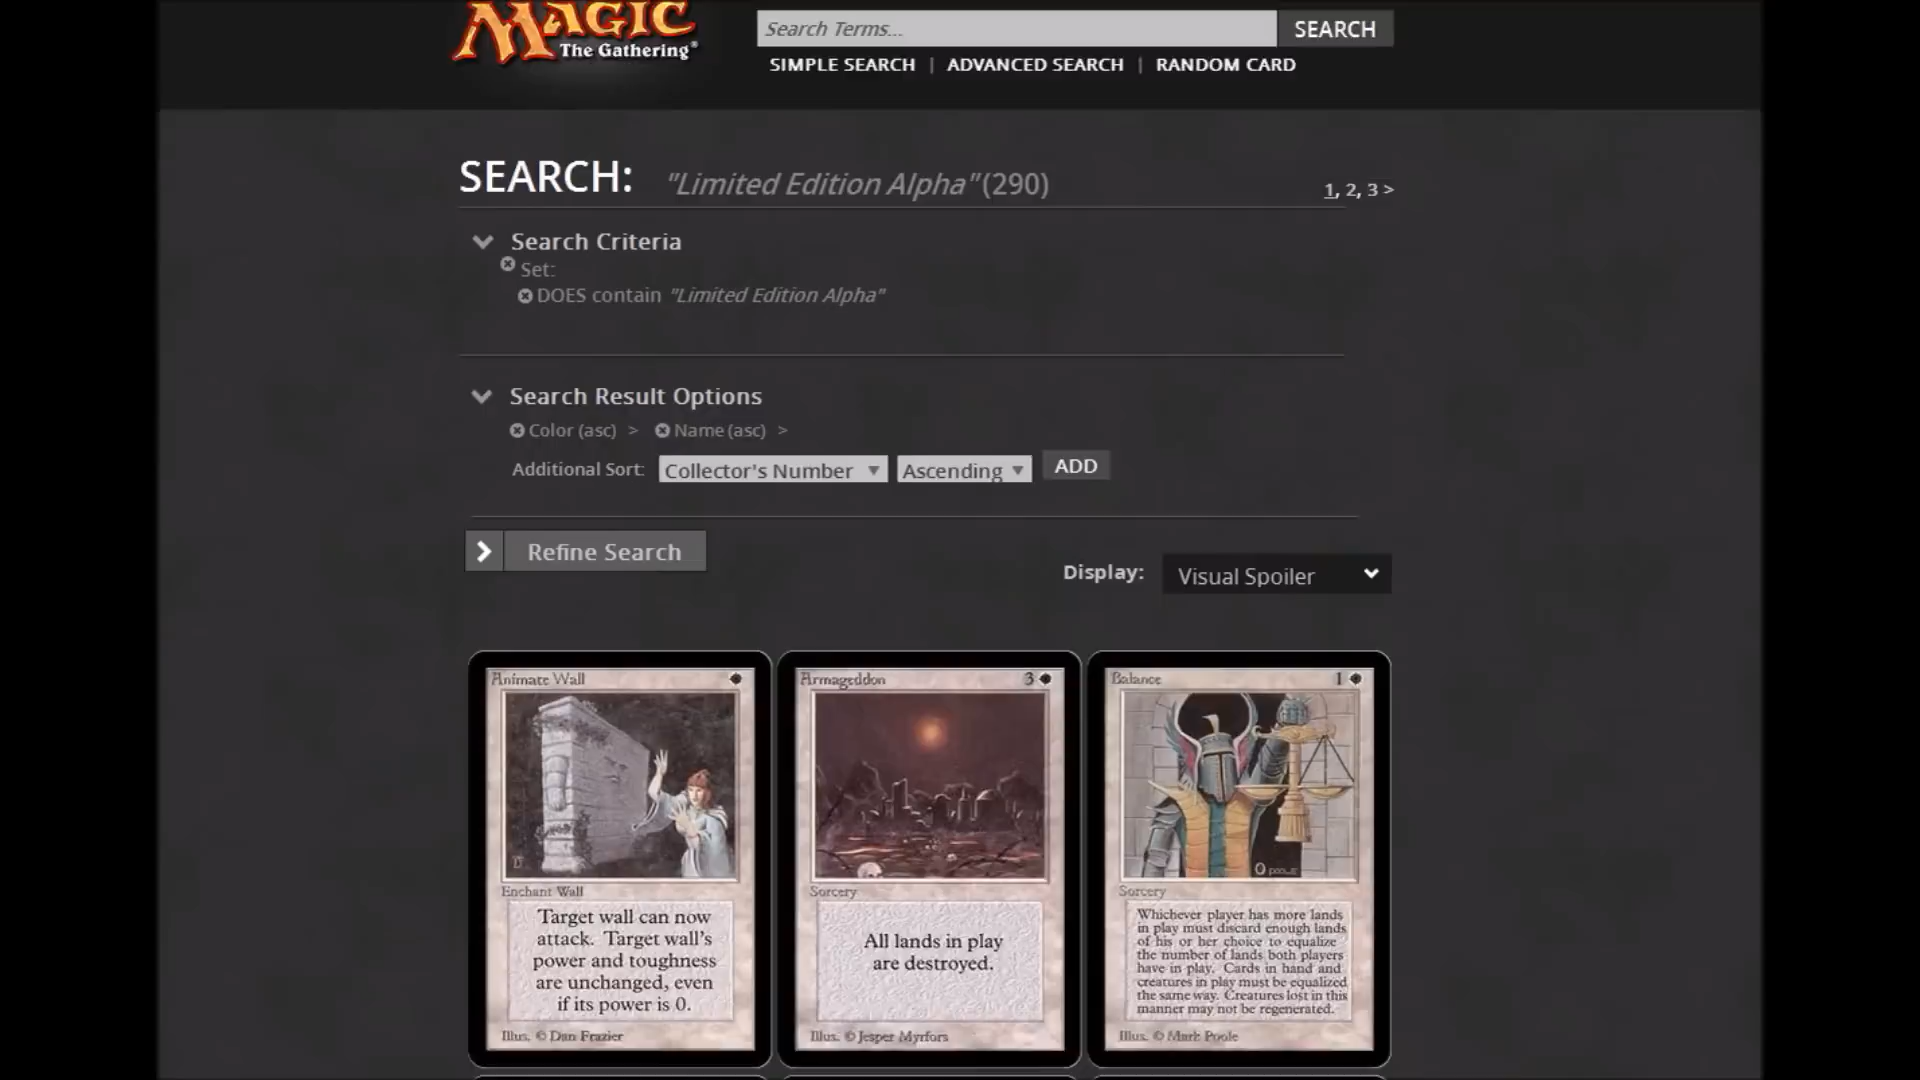 MAGIC
The Gathering®
Search Terms...
SEARCH
SIMPLE SEARCH | ADVANCED SEARCH | RANDOM CARD
SEARCH: "Limited Edition Alpha" (290)
1, 2, 3 >
Search Criteria
Set:
DOES contain "Limited Edition Alpha"
Search Result Options
Color (asc) > Name (asc) >
Additional Sort: Collector's Number Ascending ADD
Refine Search
Display: Visual Spoiler
Animate Wall
Enchant Wall
Target wall can now
attack. Target wall's
power and toughness
are unchanged, even
if its power is 0.
Illus. © Dan Frazier
Armageddon 3
Sorcery
All lands in play
are destroyed.
Illus. © Jesper Myrfors
Balance 1
Sorcery
Whichever player has more lands
in play must discard enough lands
of his or her choice to equalize
the number of lands both players
have in play. Cards in hand and
creatures in play must be equalized
the same way. Creatures lost in this
manner may not be regenerated.
Illus. © Mark Poole